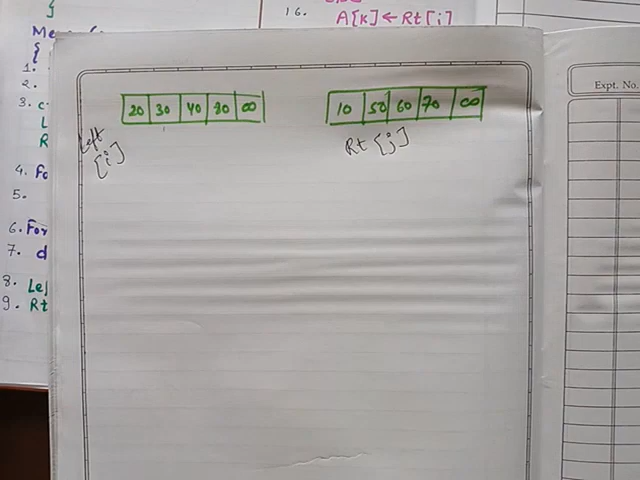 16. A[K] ← Rt[i]
{
1.
2.
3. c
L
R
4. Fo
5.
6. For
7. d
8. Lef
9. Rt
20 30 40 80 ∞
10 50 60 70 ∞
Left [i]
Rt [j]
Expt. No.